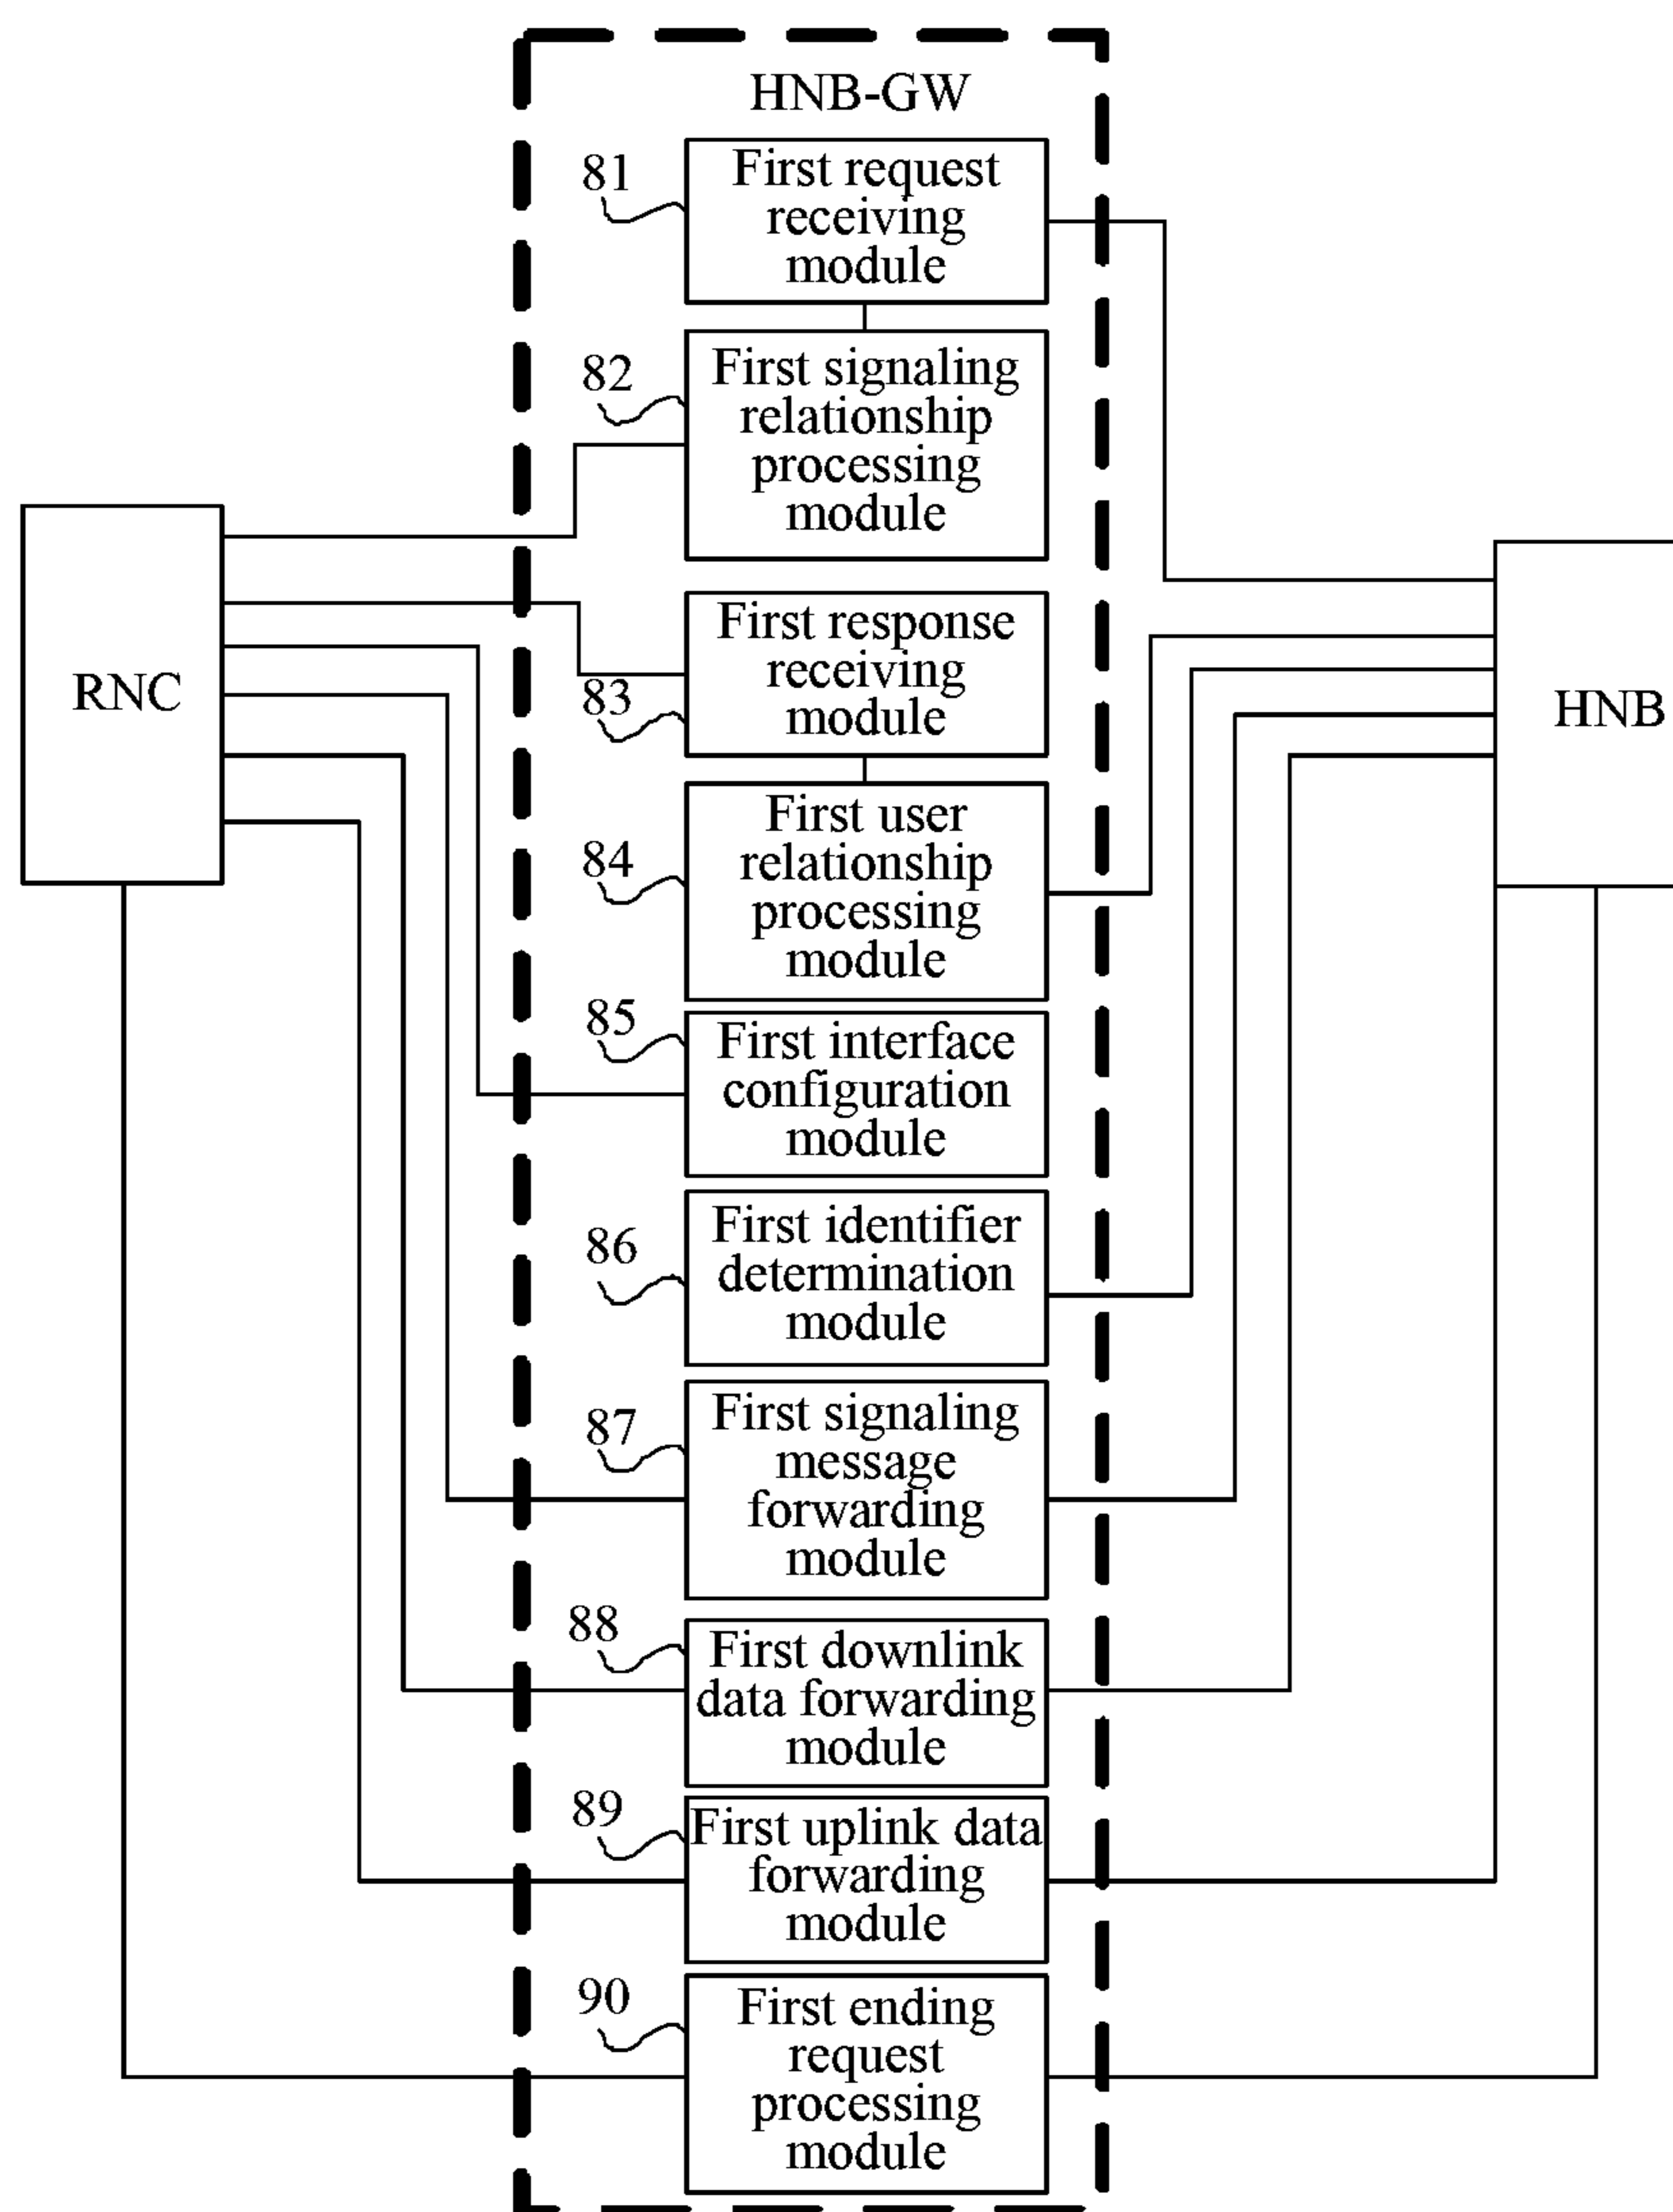 HNB-GW
81
First request
receiving
module
82
First signaling
relationship
processing
module
RNC
First response
receiving
module
83
HNB
First user
relationship
processing
module
84
85
First interface
configuration
module
86
First identifier
determination
module
87
First signaling
message
forwarding
module
88
First downlink
data forwarding
module
89
First uplink data
forwarding
module
90
First ending
request
processing
module